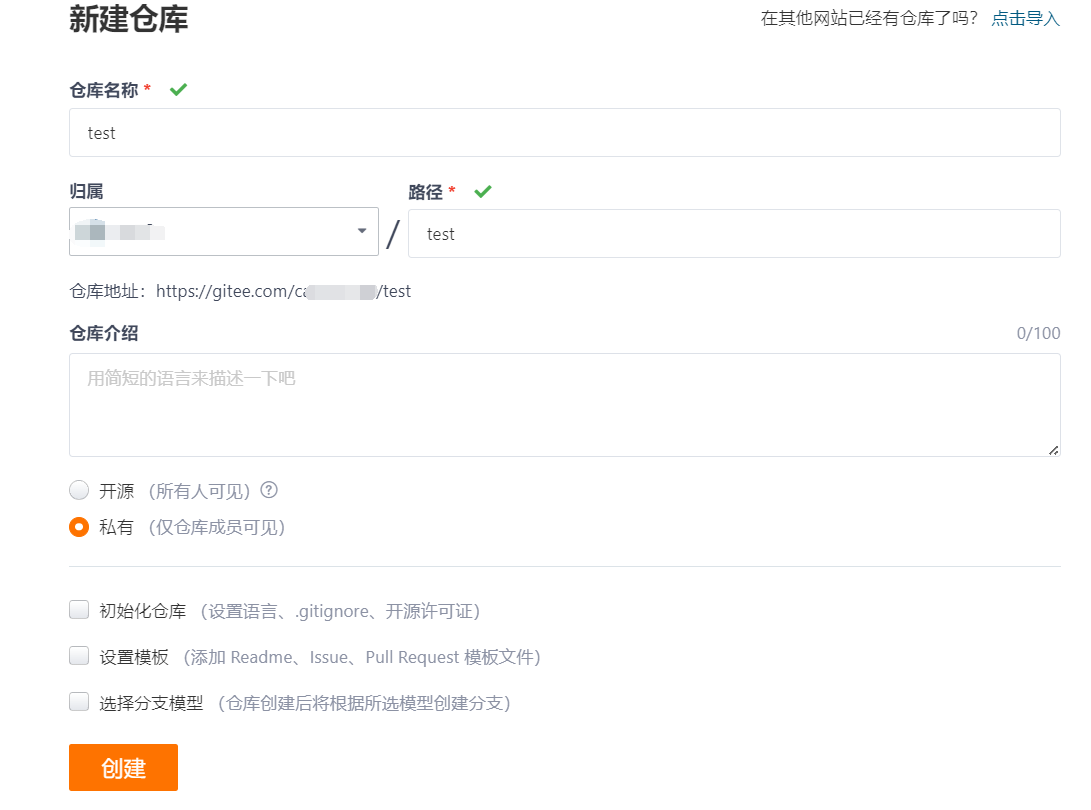 新建仓库
在其他网站已经有仓库了吗? 点击导入
仓库名称 *
test
归属
路径 *
/
test
仓库地址：https://gitee.com/ca /test
仓库介绍
0/100
用简短的语言来描述一下吧
开源 （所有人可见）
私有 （仅仓库成员可见）
初始化仓库 （设置语言、.gitignore、开源许可证）
设置模板 （添加 Readme、Issue、Pull Request 模板文件）
选择分支模型 （仓库创建后将根据所选模型创建分支）
创建